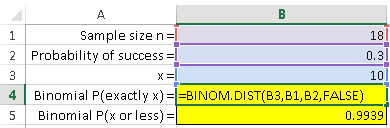 A B
1 Sample size n = 18
2 Probability of success = 0.3
3 x = 10
4 Binomial P(exactly x) = =BINOM.DIST(B3,B1,B2,FALSE)
5 Binomial P(x or less) = 0.9939